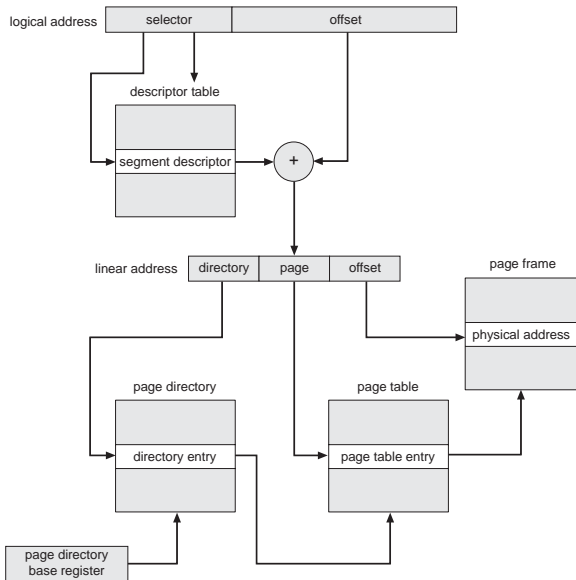 logical address
selector
offset
descriptor table
segment descriptor
+
linear address
directory
page
offset
page frame
physical address
page directory
page table
directory entry
page table entry
page directory
base register